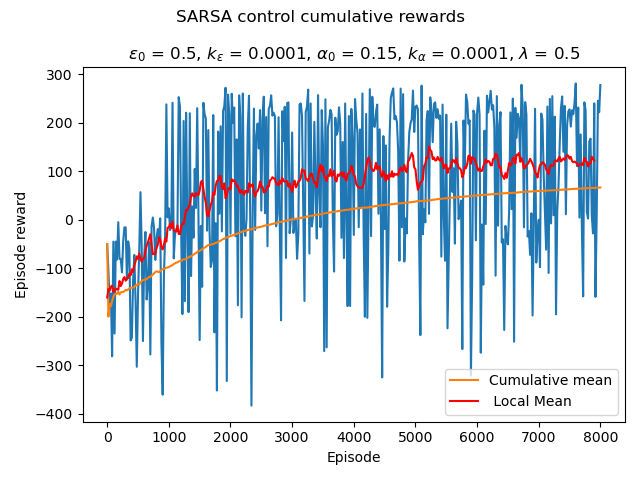 SARSA control cumulative rewards
ε₀ = 0.5, kε = 0.0001, α₀ = 0.15, kα = 0.0001, λ = 0.5
300
200
100
0
−100
−200
−300
−400
Episode reward
0
1000
2000
3000
4000
5000
6000
7000
8000
Episode
Cumulative mean
Local Mean